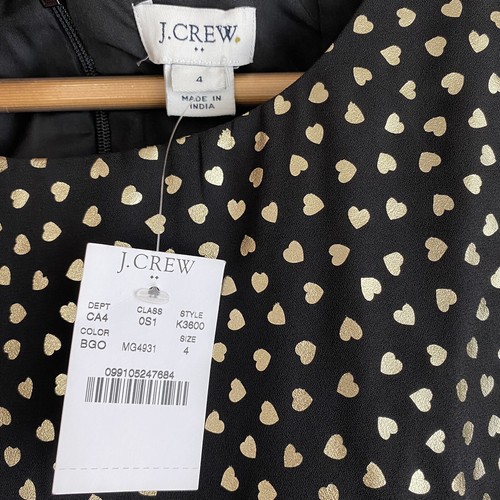 J.CREW
4
MADE IN
INDIA
J.CREW
DEPT CLASS STYLE
CA4 0S1 K3600
COLOR SIZE
BGO MG4931 4
099105247684